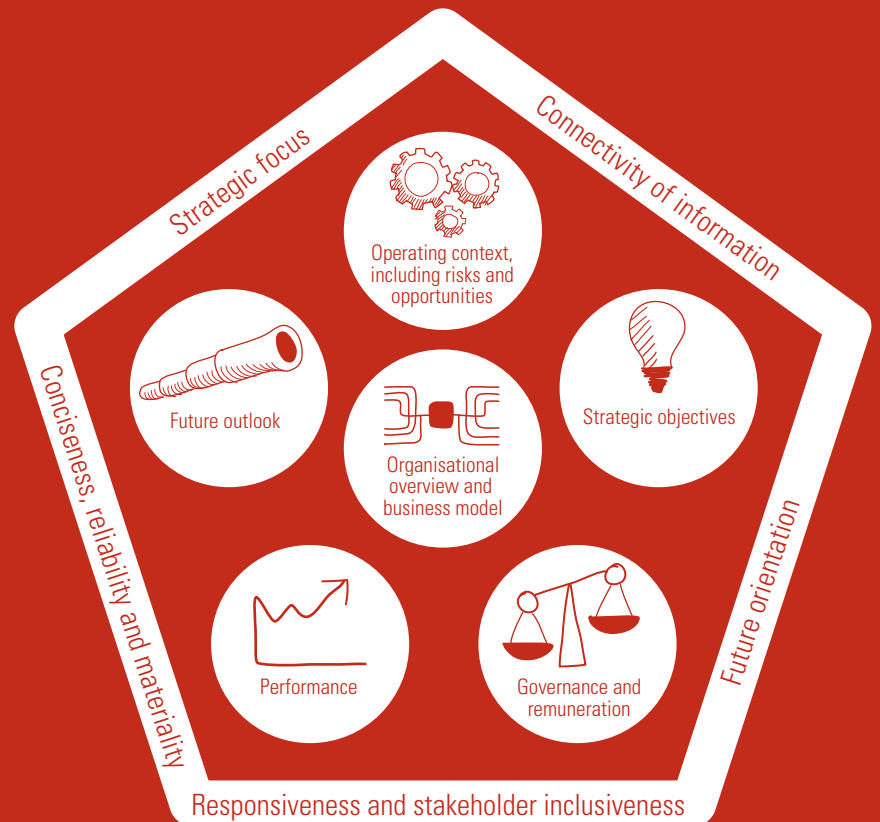 Strategic focus
Connectivity of information
Operating context,
including risks and
opportunities
Future outlook
Strategic objectives
Organisational
overview and
business model
Conciseness, reliability and materiality
Future orientation
Performance
Governance and
remuneration
Responsiveness and stakeholder inclusiveness